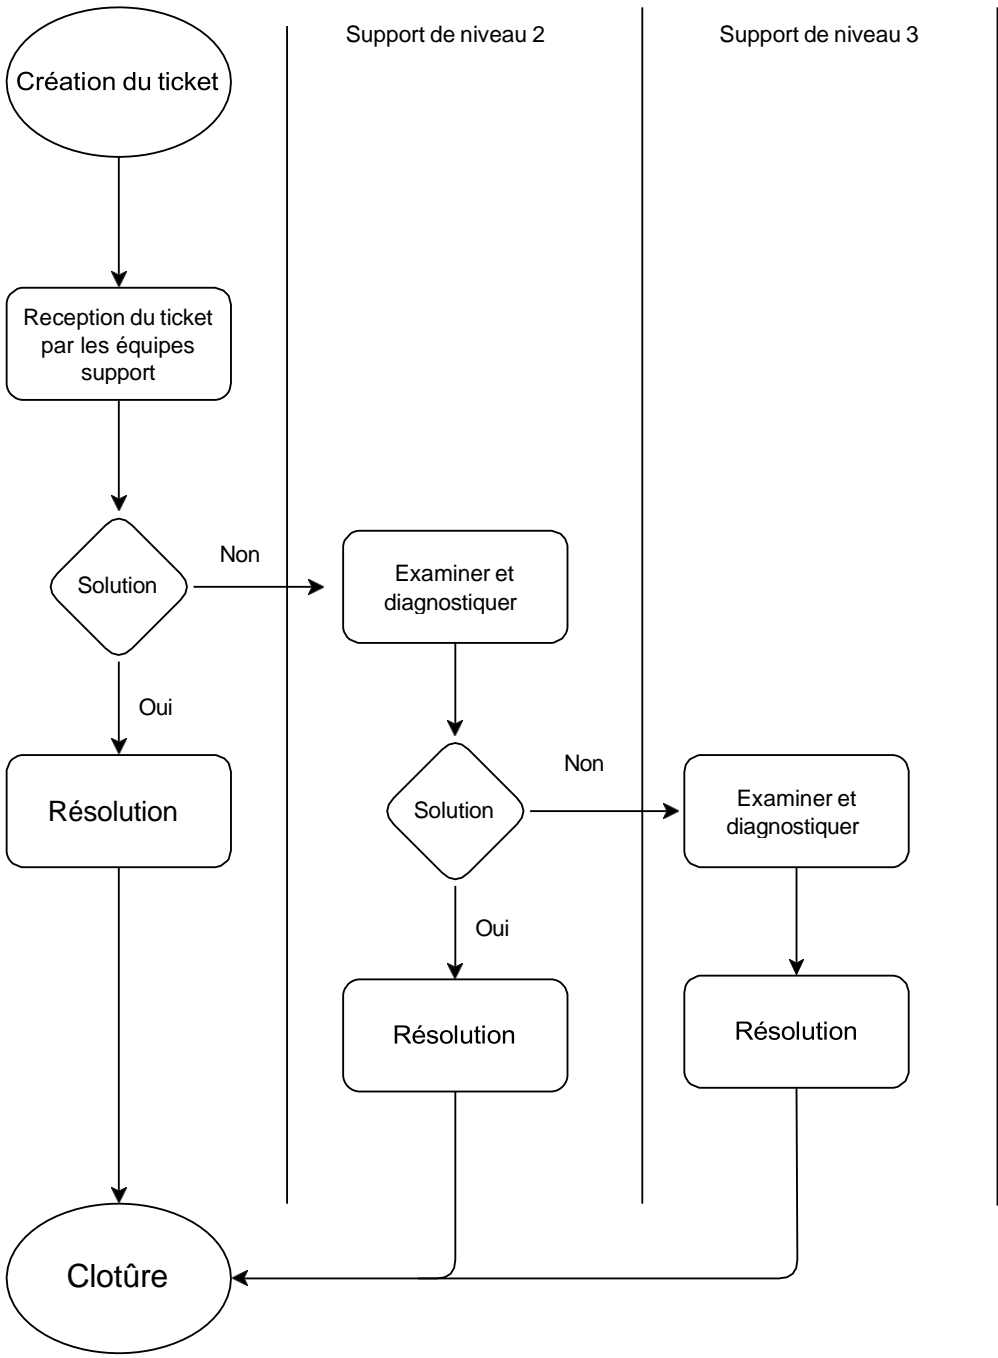 Support de niveau 2
Support de niveau 3
Création du ticket
Reception du ticket
par les équipes
support
Solution
Non
Examiner et
diagnostiquer
Oui
Résolution
Solution
Non
Examiner et
diagnostiquer
Oui
Résolution
Résolution
Clotûre